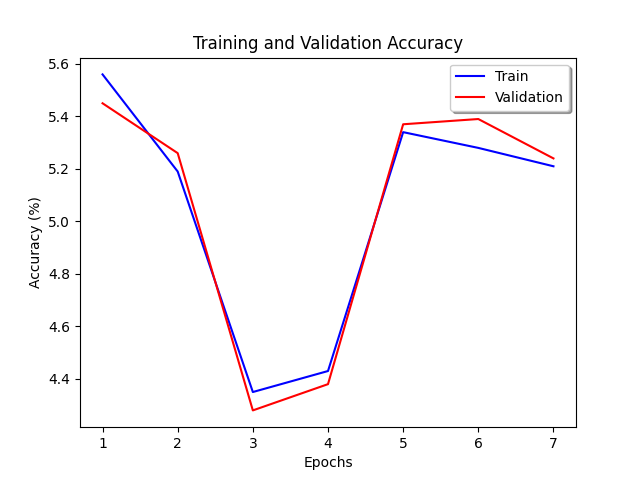 Training and Validation Accuracy
Train
Validation
Accuracy (%)
5.6
5.4
5.2
5.0
4.8
4.6
4.4
1 2 3 4 5 6 7
Epochs